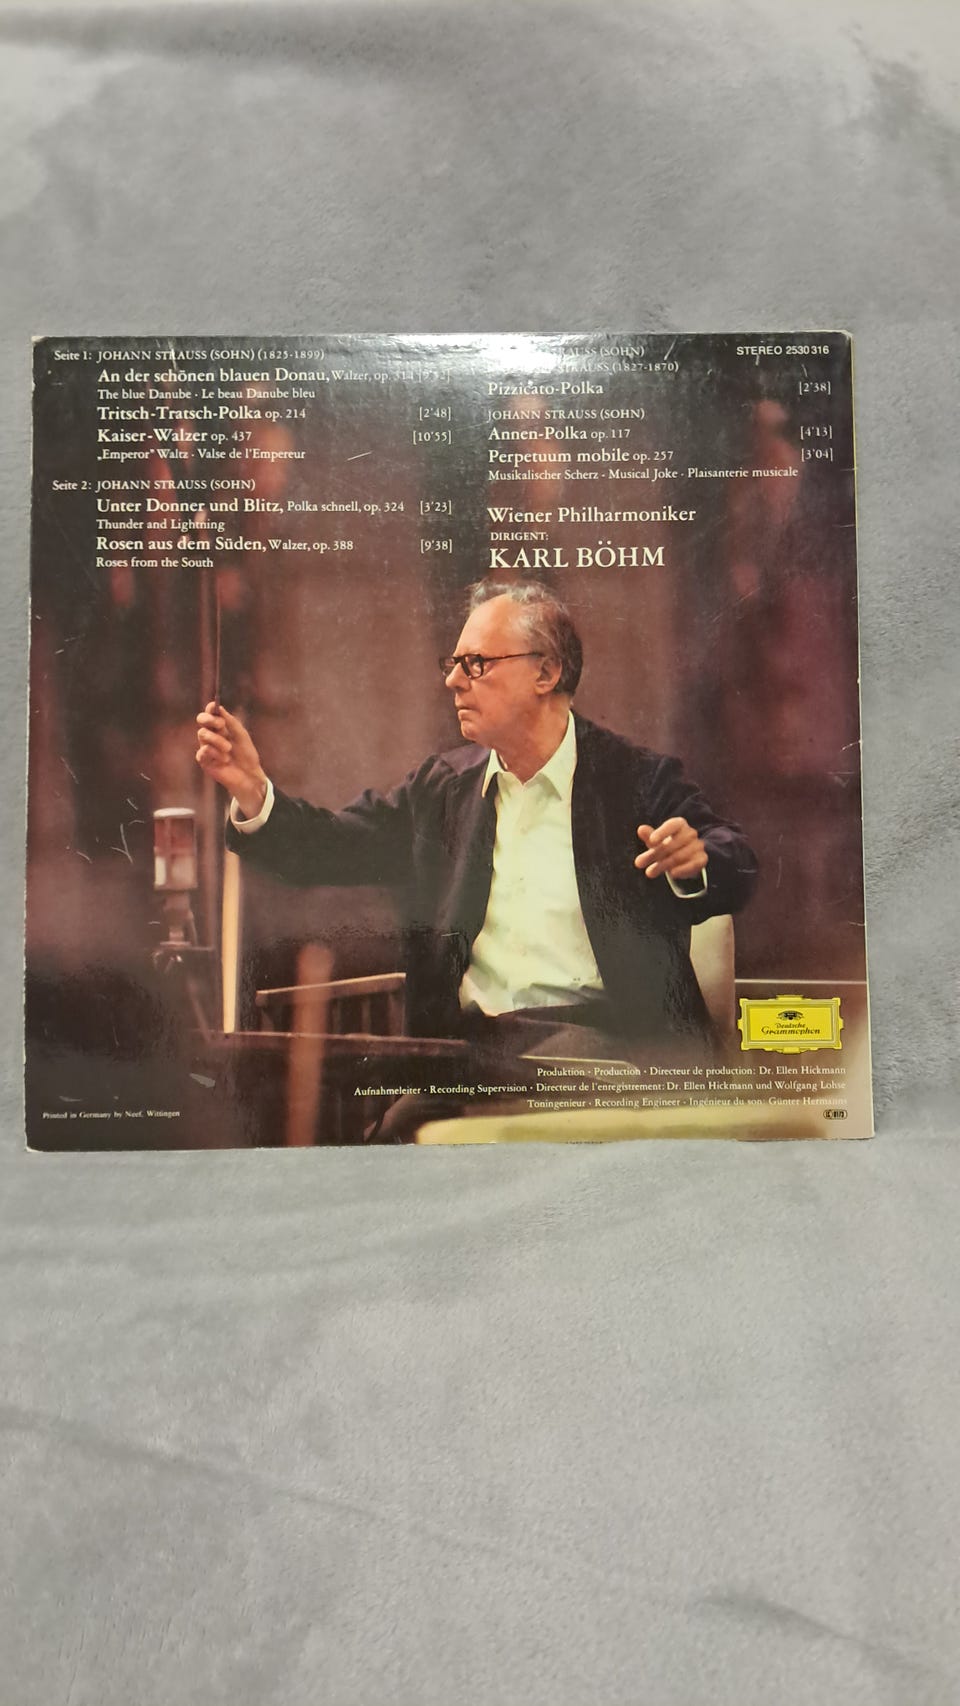 Seite 1: JOHANN STRAUSS (SOHN) (1825-1899)
An der schönen blauen Donau, Walzer, op. 314
The blue Danube · Le beau Danube bleu
Tritsch-Tratsch-Polka op. 214 [2'48]
Kaiser-Walzer op. 437 [10'55]
„Emperor” Waltz · Valse de l'Empereur
Seite 2: JOHANN STRAUSS (SOHN)
Unter Donner und Blitz, Polka schnell, op. 324 [3'23]
Thunder and Lightning
Rosen aus dem Süden, Walzer, op. 388 [9'38]
Roses from the South
STRAUSS (SOHN)
STRAUSS (1827-1870)
Pizzicato-Polka [2'38]
JOHANN STRAUSS (SOHN)
Annen-Polka op. 117 [4'13]
Perpetuum mobile op. 257 [3'04]
Musikalischer Scherz · Musical Joke · Plaisanterie musicale
Wiener Philharmoniker
DIRIGENT:
KARL BÖHM
STEREO 2530 316
Deutsche
Grammophon
Produktion · Production · Directeur de production: Dr. Ellen Hickmann
Aufnahmeleiter · Recording Supervision · Directeur de l'enregistrement: Dr. Ellen Hickmann und Wolfgang Lohse
Toningenieur · Recording Engineer · Ingénieur du son: Günter Hermanns
Printed in Germany by Neef, Wittingen